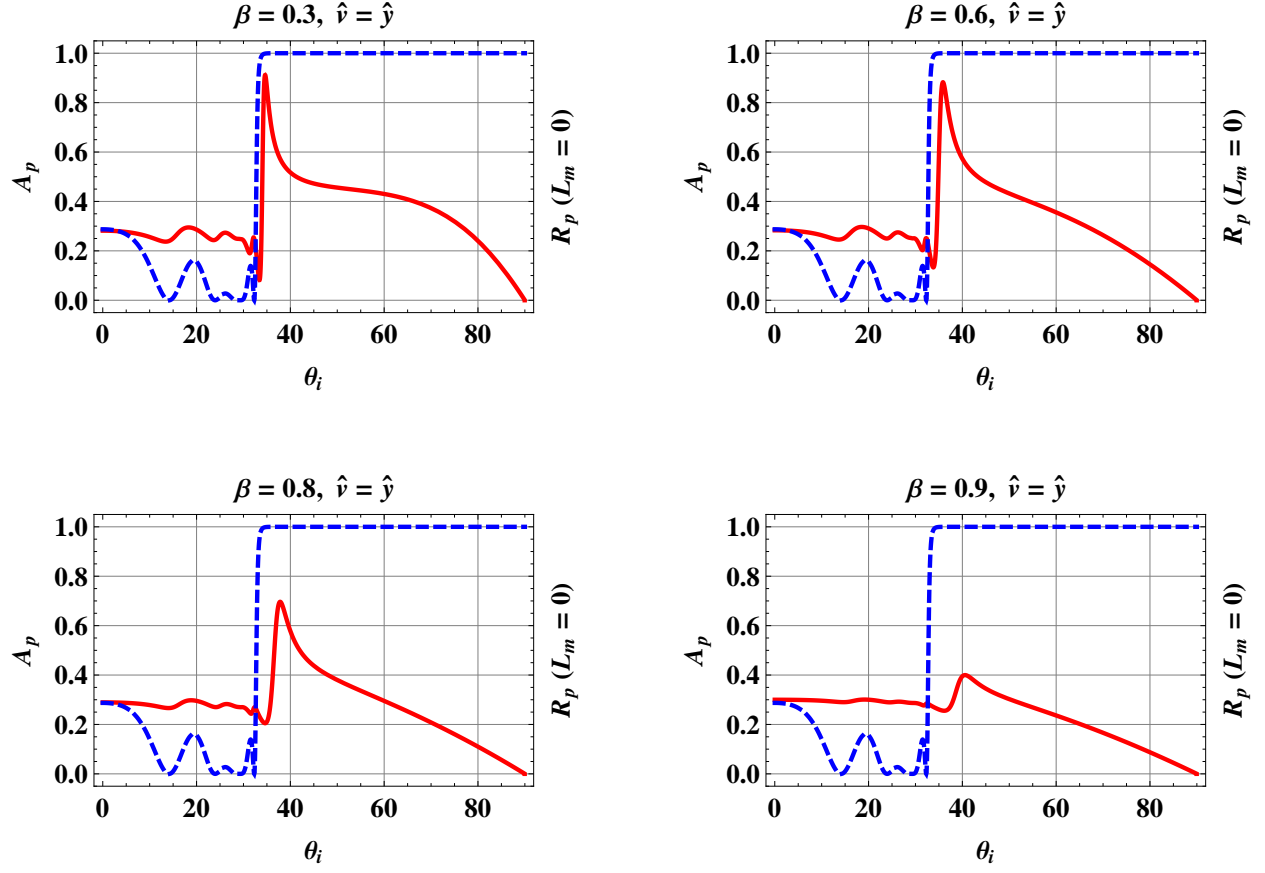 β = 0.3, v̂ = ŷ
1.0
0.8
0.6
0.4
0.2
0.0
A_p
R_p (L_m = 0)
0 20 40 60 80
θ_i
β = 0.6, v̂ = ŷ
1.0
0.8
0.6
0.4
0.2
0.0
A_p
R_p (L_m = 0)
0 20 40 60 80
θ_i
β = 0.8, v̂ = ŷ
1.0
0.8
0.6
0.4
0.2
0.0
A_p
R_p (L_m = 0)
0 20 40 60 80
θ_i
β = 0.9, v̂ = ŷ
1.0
0.8
0.6
0.4
0.2
0.0
A_p
R_p (L_m = 0)
0 20 40 60 80
θ_i